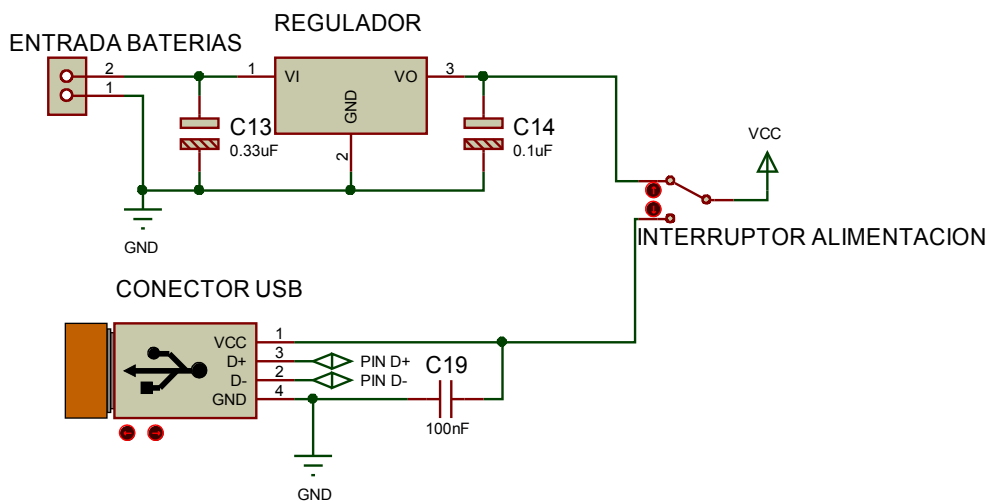 REGULADOR
ENTRADA BATERIAS
2
1
1
VI
VO
3
GND
2
C13
0.33uF
C14
0.1uF
VCC
GND
INTERRUPTOR ALIMENTACION
CONECTOR USB
VCC
1
D+
3
PIN D+
D-
2
PIN D-
GND
4
C19
100nF
GND